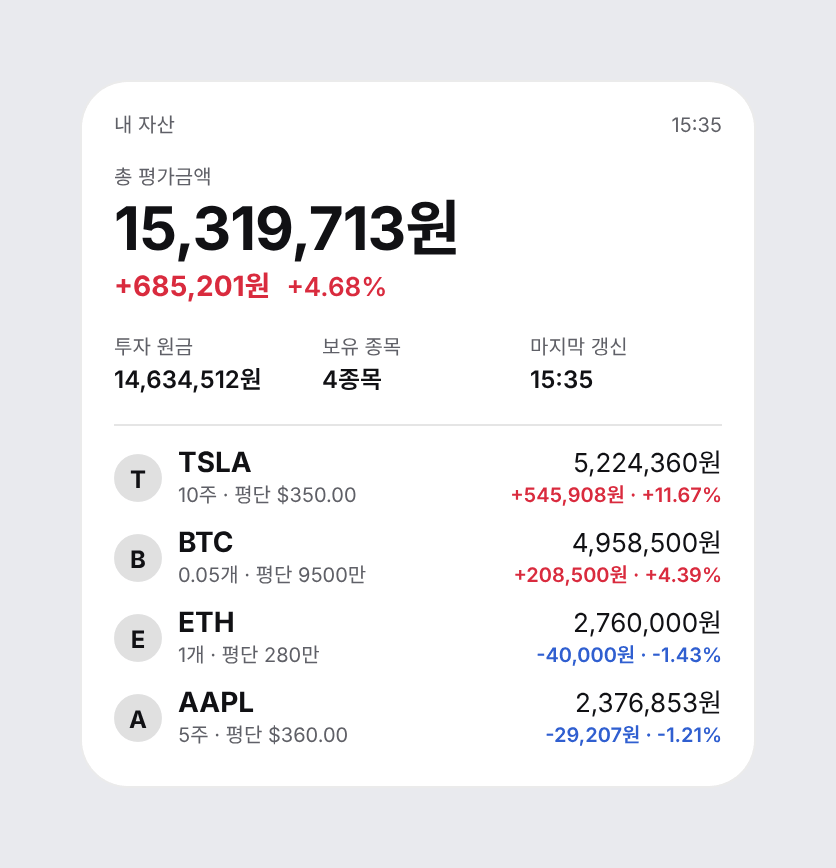 내 자산 15:35
총 평가금액
15,319,713원
+685,201원 +4.68%
투자 원금 보유 종목 마지막 갱신
14,634,512원 4종목 15:35
T TSLA 5,224,360원
10주 · 평단 $350.00 +545,908원 · +11.67%
B BTC 4,958,500원
0.05개 · 평단 9500만 +208,500원 · +4.39%
E ETH 2,760,000원
1개 · 평단 280만 -40,000원 · -1.43%
A AAPL 2,376,853원
5주 · 평단 $360.00 -29,207원 · -1.21%